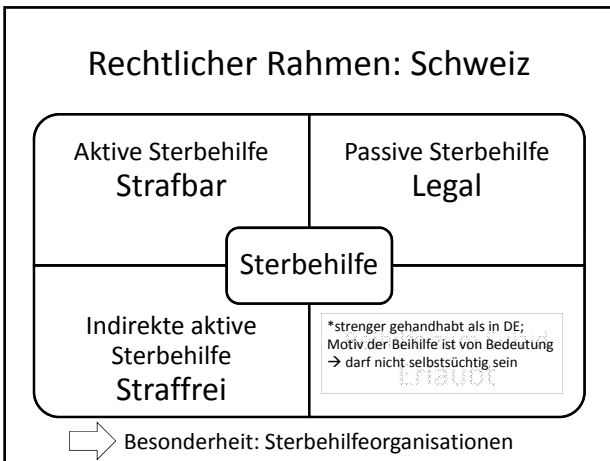 Rechtlicher Rahmen: Schweiz
Aktive Sterbehilfe
Strafbar
Passive Sterbehilfe
Legal
Sterbehilfe
Indirekte aktive
Sterbehilfe
Straffrei
*strenger gehandhabt als in DE;
Motiv der Beihilfe ist von Bedeutung
→ darf nicht selbstsüchtig sein
Erlaubt
Besonderheit: Sterbehilfeorganisationen